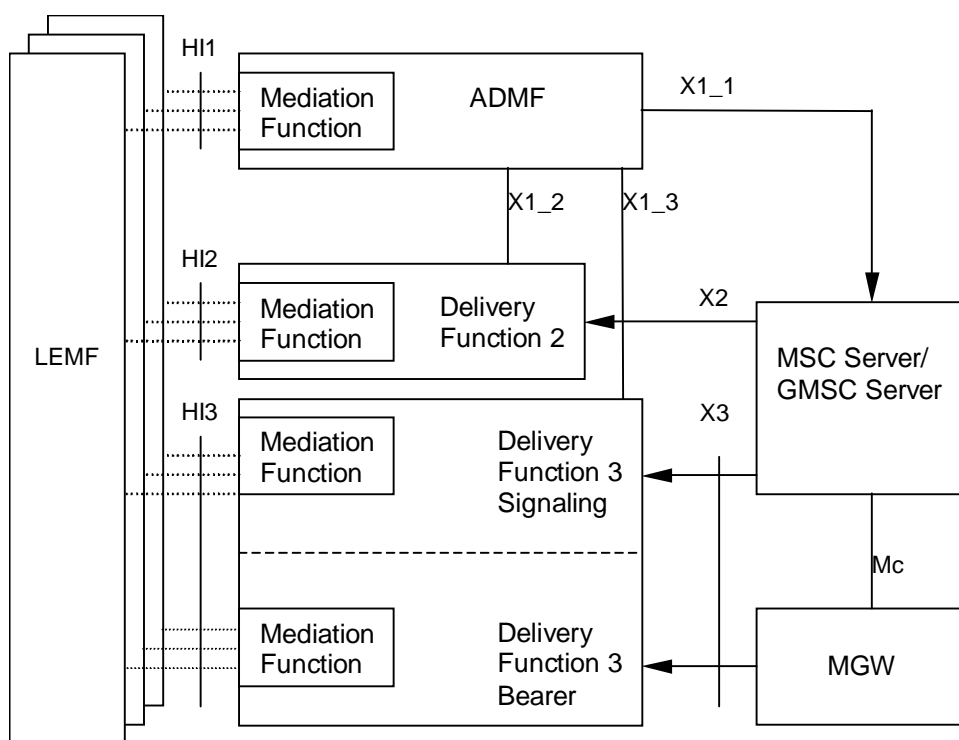 HI1
Mediation
Function
ADMF
X1_1
X1_2
X1_3
HI2
Mediation
Function
Delivery
Function 2
X2
LEMF
MSC Server/
GMSC Server
HI3
Mediation
Function
Delivery
Function 3
Signaling
X3
Mc
Mediation
Function
Delivery
Function 3
Bearer
MGW